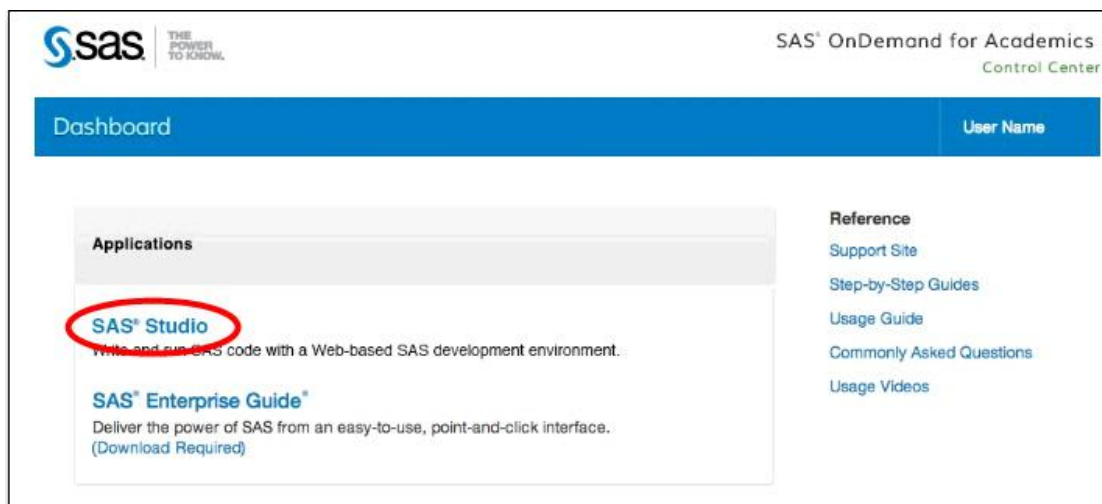 sas THE
POWER
TO KNOW.
SAS® OnDemand for Academics
Control Center
Dashboard
User Name
Applications
SAS® Studio
Write and run SAS code with a Web-based SAS development environment.
SAS® Enterprise Guide®
Deliver the power of SAS from an easy-to-use, point-and-click interface.
(Download Required)
Reference
Support Site
Step-by-Step Guides
Usage Guide
Commonly Asked Questions
Usage Videos